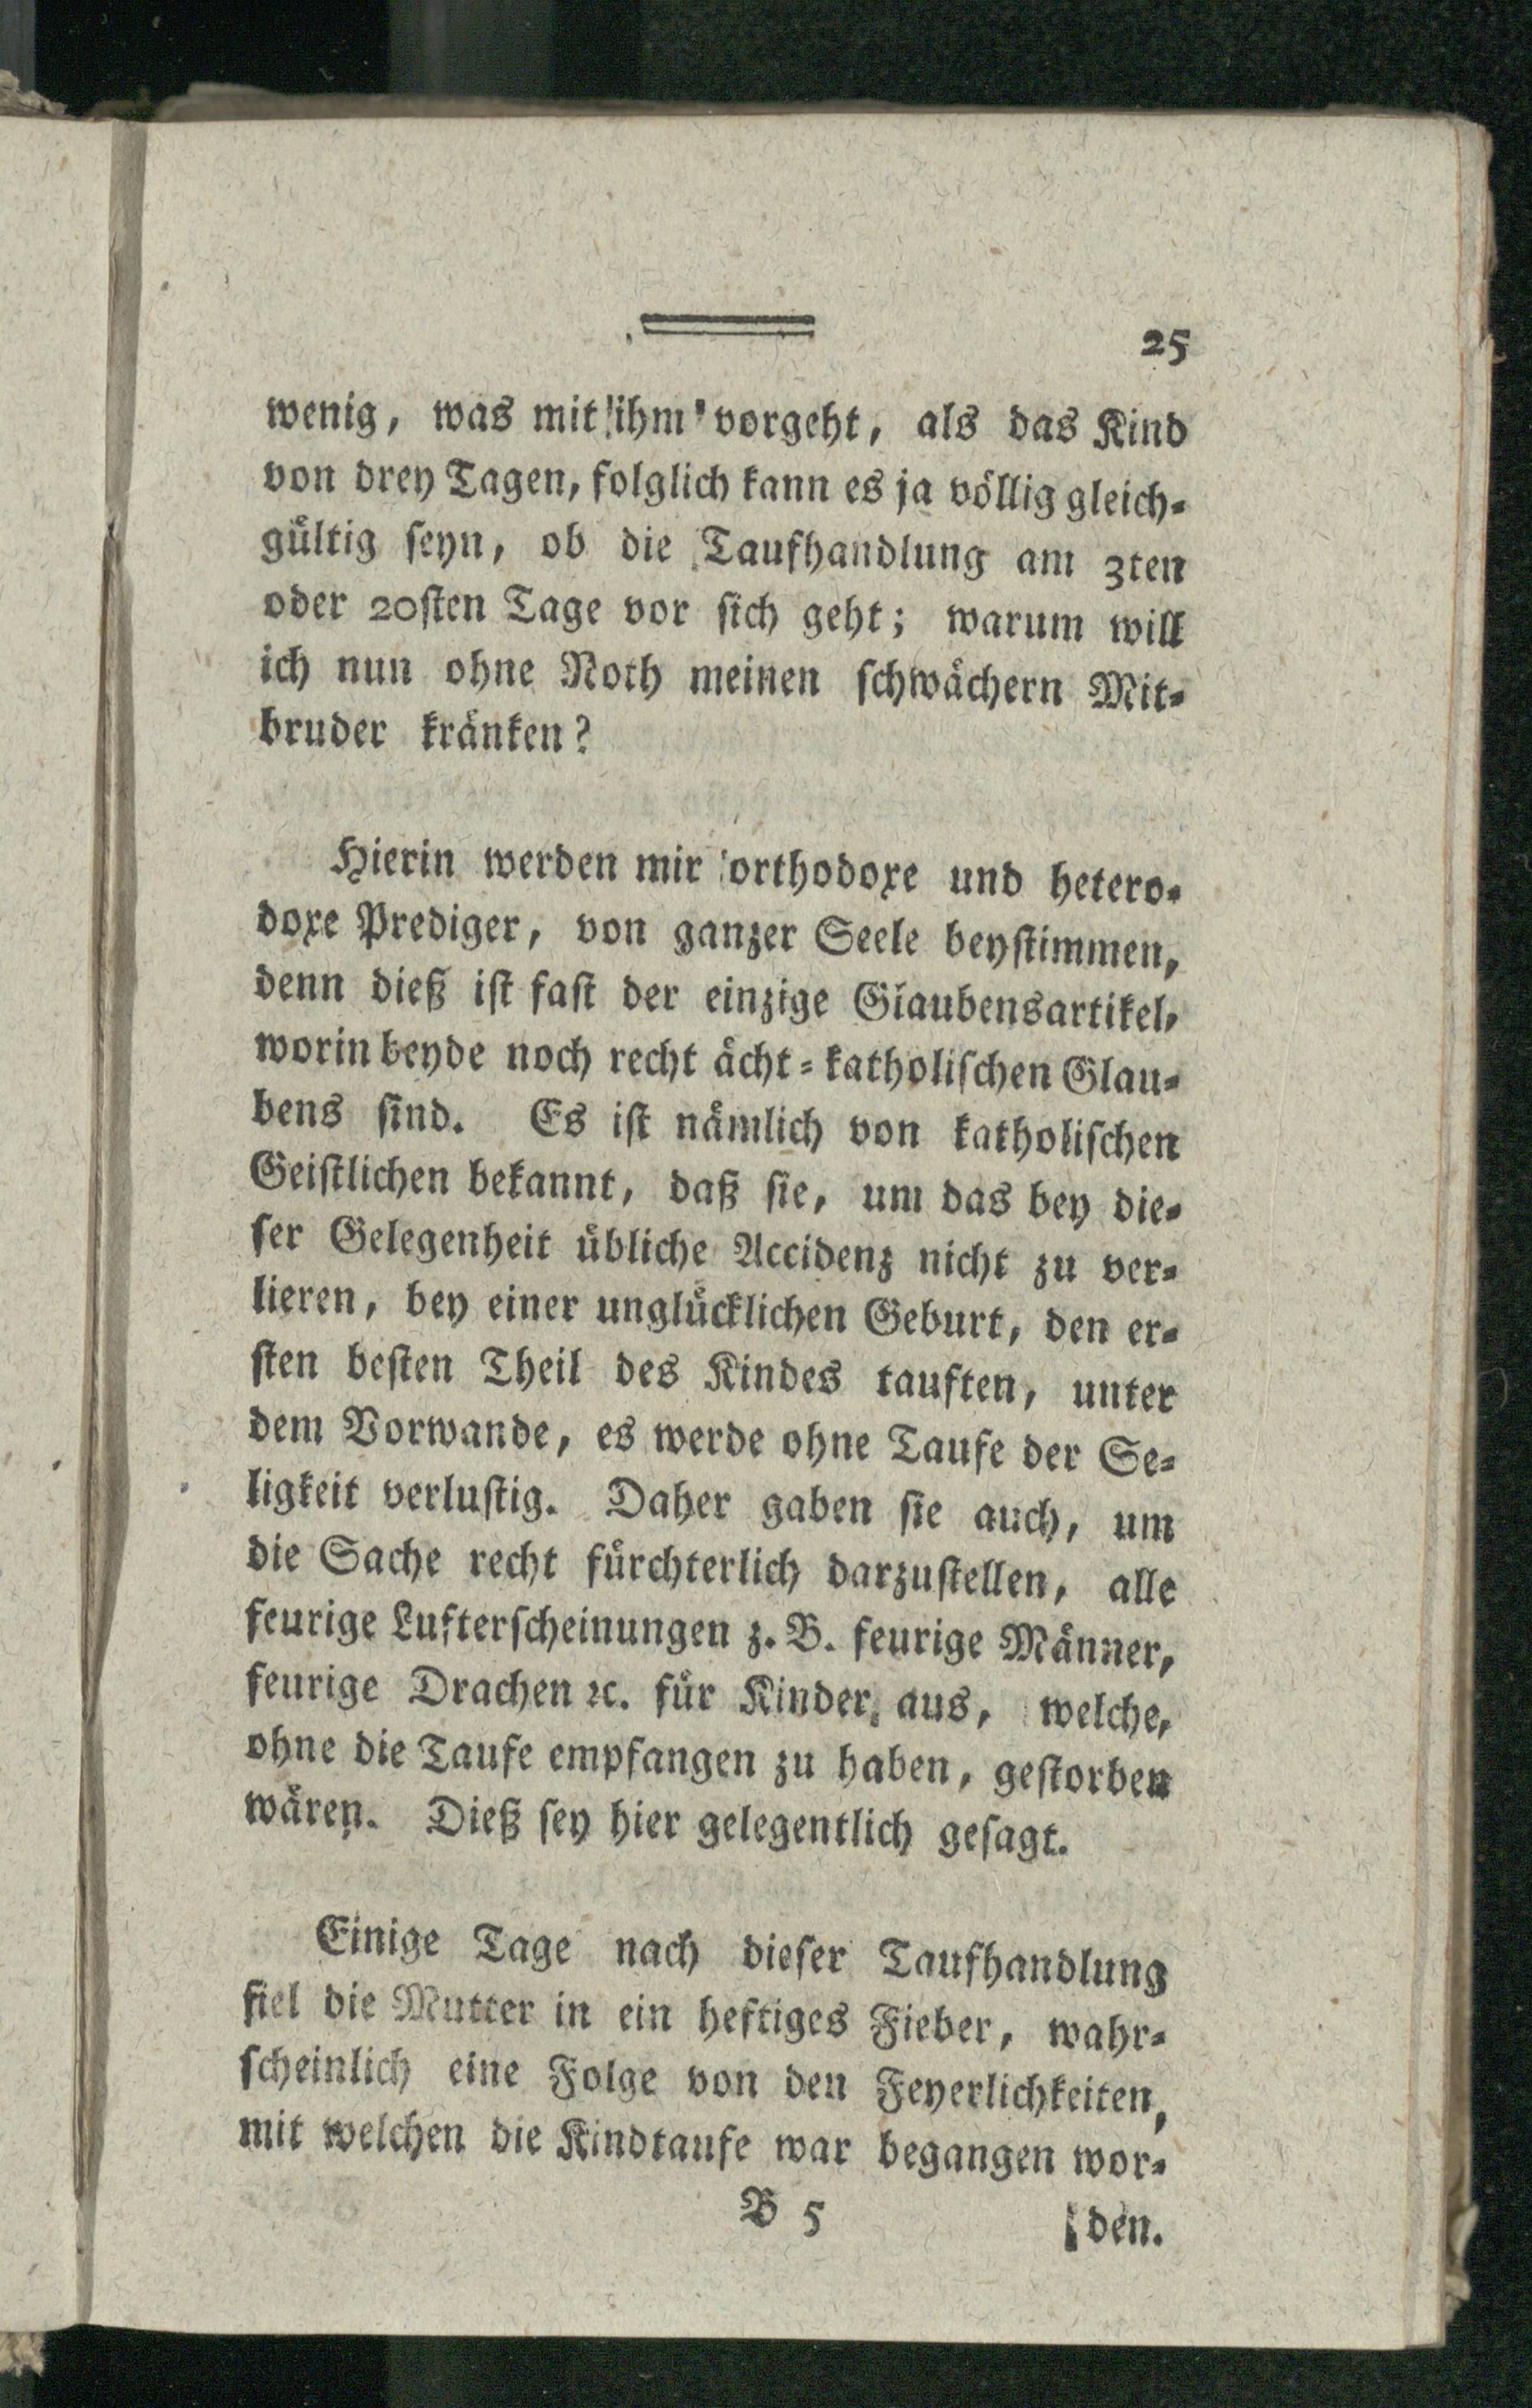 25
wenig, was mit ihm vorgeht, als das Kind
von drey Tagen, folglich kann es ja völlig gleich-
gültig seyn, ob die Taufhandlung am 3ten
oder 20sten Tage vor sich geht; warum will
ich nun ohne Noth meinen schwächern Mit-
bruder kränken?
Hierin werden mir orthodoxe und hetero-
doxe Prediger, von ganzer Seele beystimmen,
denn dieß ist fast der einzige Glaubensartikel,
worin beyde noch recht ächt-katholischen Glau-
bens sind. Es ist nämlich von katholischen
Geistlichen bekannt, daß sie, um das bey die-
ser Gelegenheit übliche Accidenz nicht zu ver-
lieren, bey einer unglücklichen Geburt, den er-
sten besten Theil des Kindes tauften, unter
dem Vorwande, es werde ohne Taufe der Se-
ligkeit verlustig. Daher gaben sie auch, um
die Sache recht fürchterlich darzustellen, alle
feurige Lufterscheinungen z. B. feurige Männer,
feurige Drachen ꝛc. für Kinder aus, welche,
ohne die Taufe empfangen zu haben, gestorben
wären. Dieß sey hier gelegentlich gesagt.
Einige Tage nach dieser Taufhandlung
fiel die Mutter in ein heftiges Fieber, wahr-
scheinlich eine Folge von den Feyerlichkeiten,
mit welchen die Kindtaufe war begangen wor-
B 5 den.